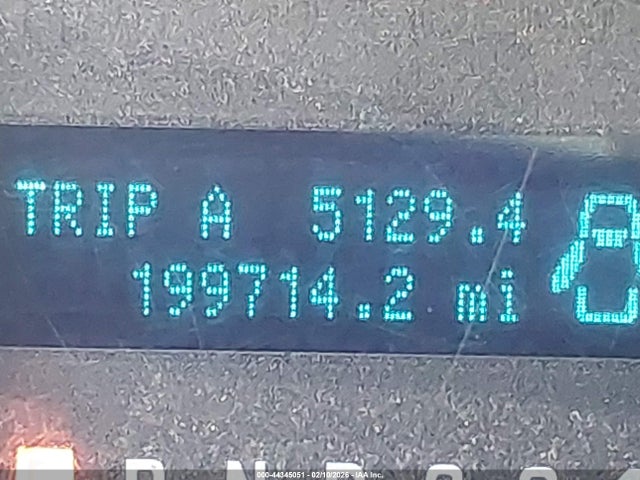 TRIP A 5129.4
199714.2 mi
R N D
000-44345051 - 02/10/2026 - IAA Inc.